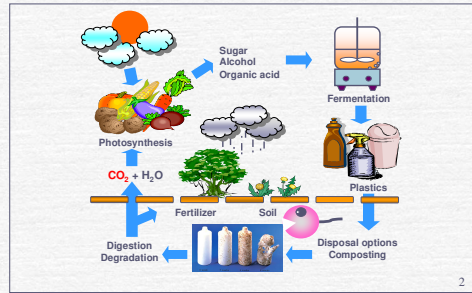 Sugar
Alcohol
Organic acid
Fermentation
Photosynthesis
CO₂ + H₂O
Plastics
Fertilizer
Soil
Digestion
Degradation
Disposal options
Composting
2